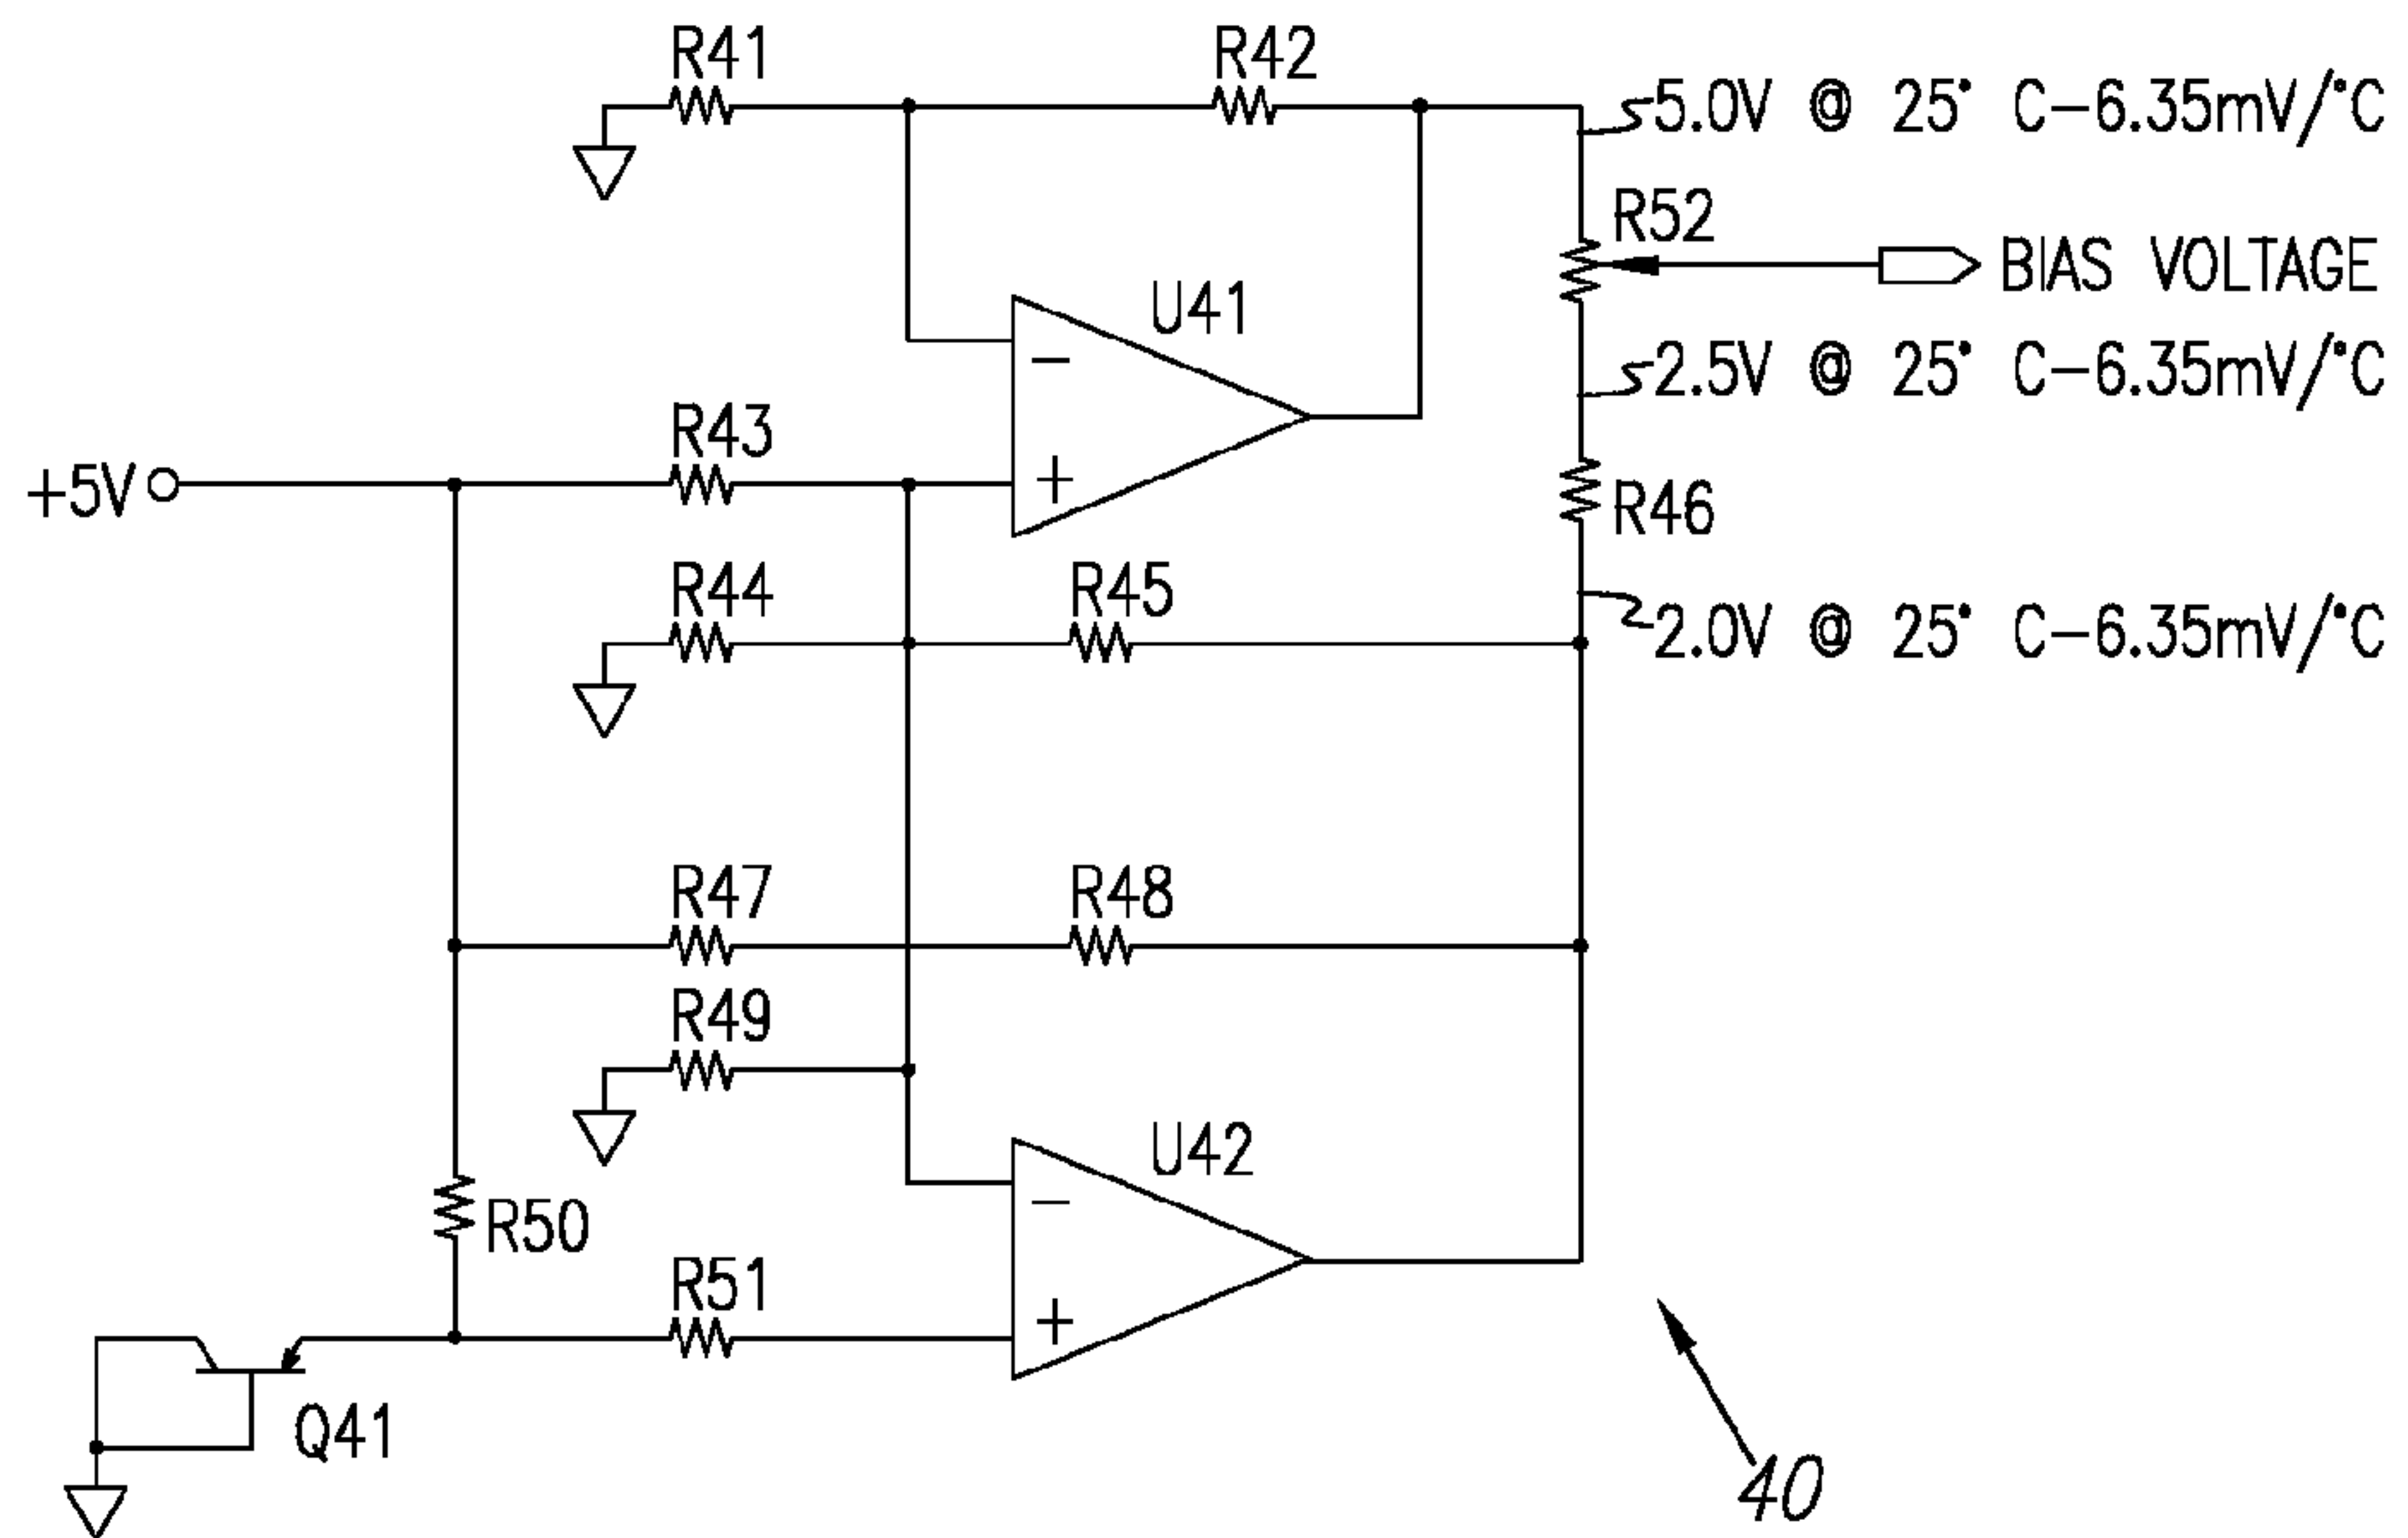 R41
R42
5.0V @ 25° C-6.35mV/°C
R52
BIAS VOLTAGE
U41
−
2.5V @ 25° C-6.35mV/°C
R43
+5V
+
R46
R44
R45
2.0V @ 25° C-6.35mV/°C
R47
R48
R49
U42
−
R50
R51
+
Q41
40